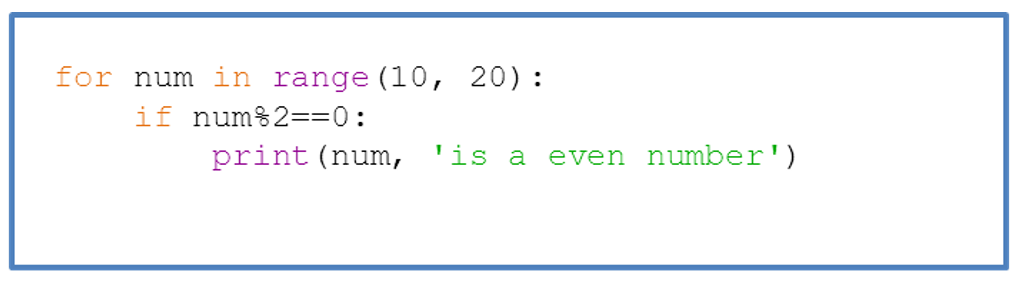 for num in range(10, 20):
if num%2==0:
print(num, 'is a even number')